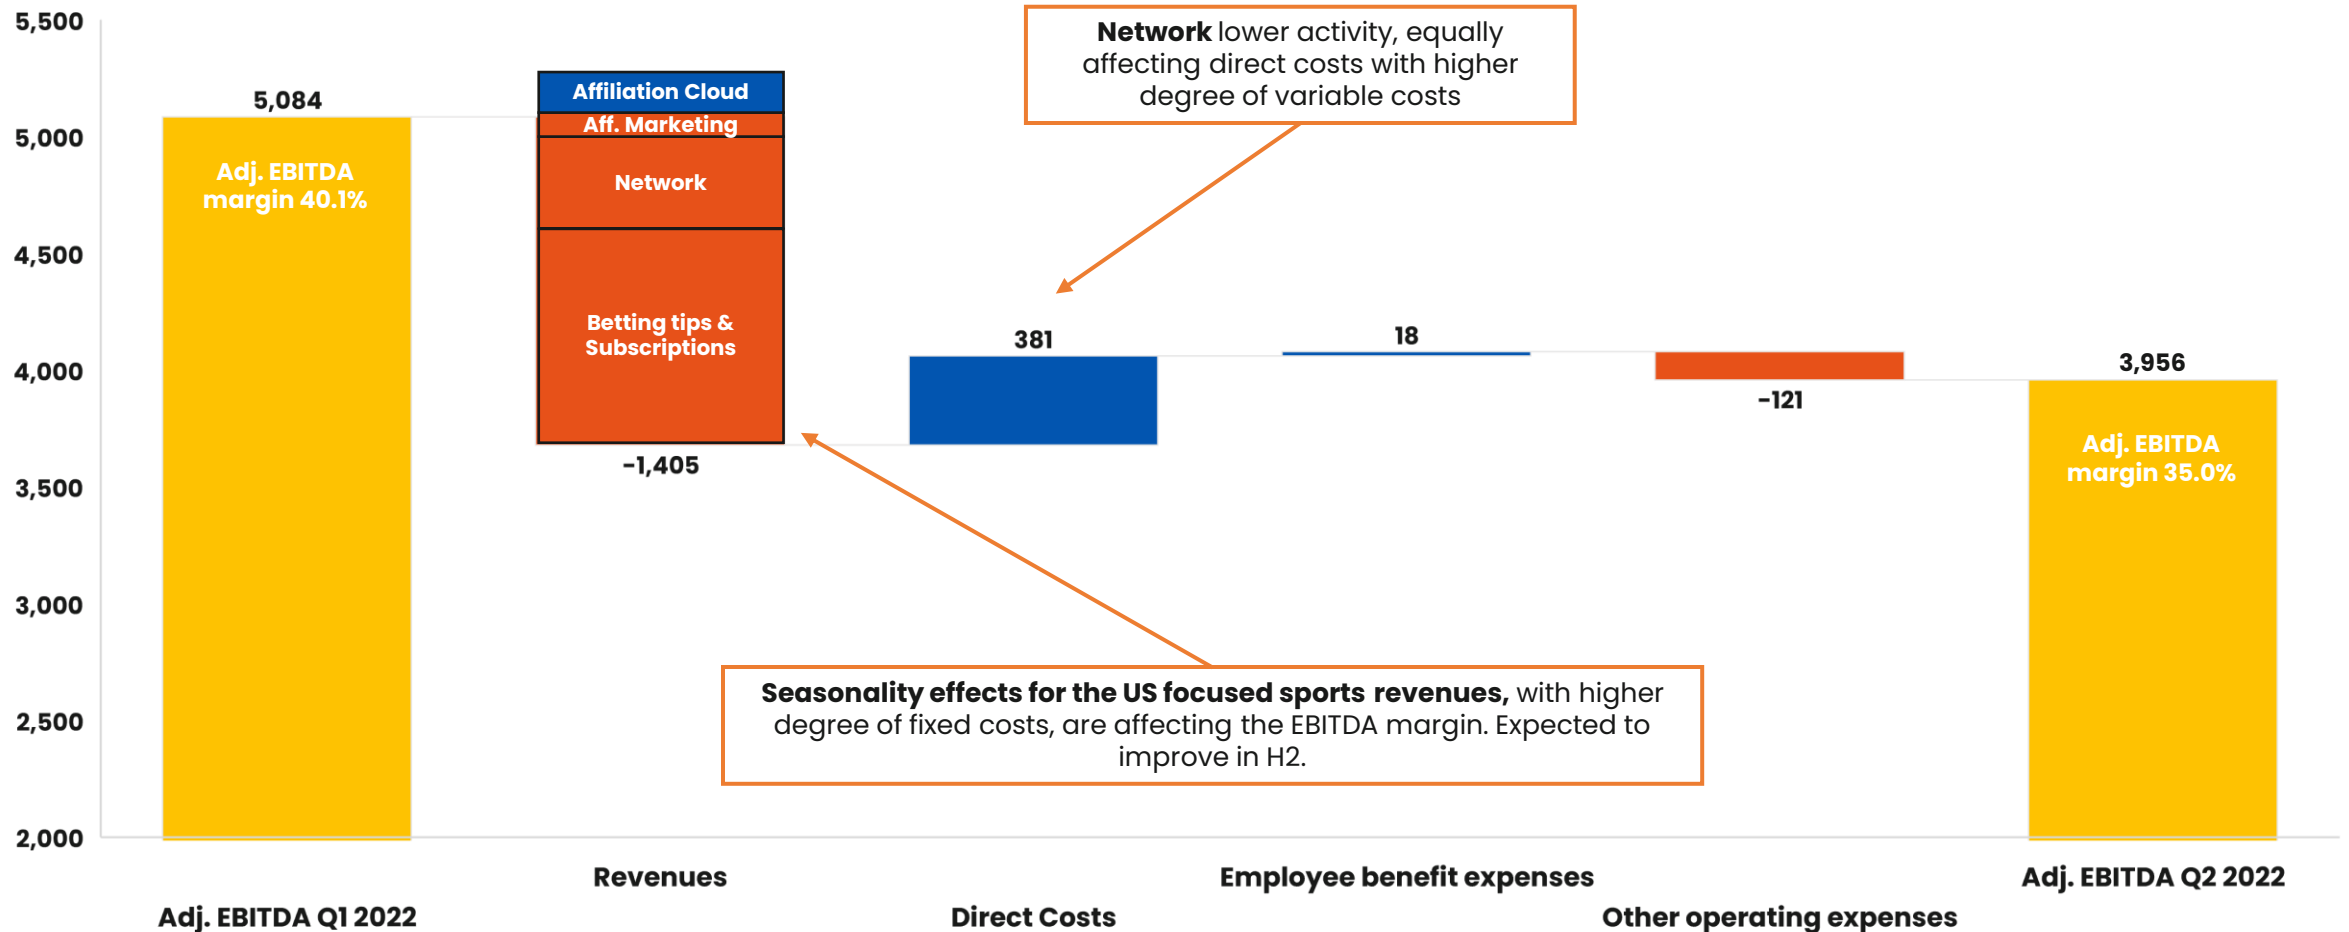 5,500
5,000
4,500
4,000
3,500
3,000
2,500
2,000
5,084
Adj. EBITDA
margin 40.1%
Affiliation Cloud
Aff. Marketing
Network
Betting tips &
Subscriptions
-1,405
Network lower activity, equally
affecting direct costs with higher
degree of variable costs
381
18
-121
3,956
Adj. EBITDA
margin 35.0%
Seasonality effects for the US focused sports revenues, with higher
degree of fixed costs, are affecting the EBITDA margin. Expected to
improve in H2.
Adj. EBITDA Q1 2022
Revenues
Direct Costs
Employee benefit expenses
Other operating expenses
Adj. EBITDA Q2 2022